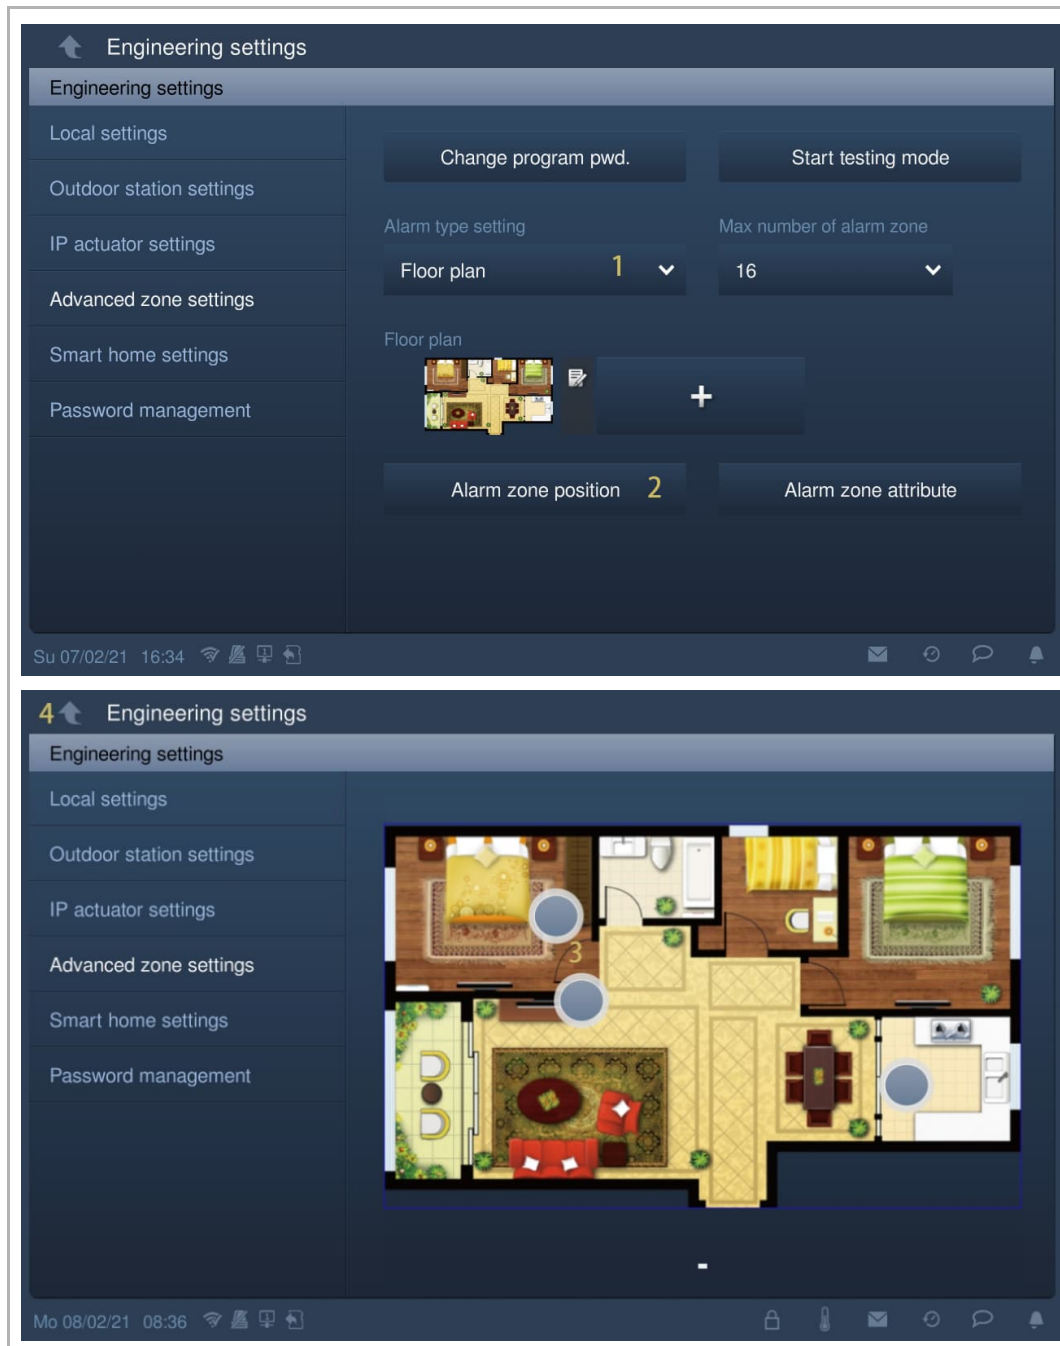 Engineering settings
Engineering settings
Local settings
Outdoor station settings
IP actuator settings
Advanced zone settings
Smart home settings
Password management
Change program pwd.
Start testing mode
Alarm type setting
Max number of alarm zone
Floor plan 1
16
Floor plan
+
Alarm zone position 2
Alarm zone attribute
Su 07/02/21 16:34
4 Engineering settings
Engineering settings
Local settings
Outdoor station settings
IP actuator settings
Advanced zone settings
Smart home settings
Password management
3
-
Mo 08/02/21 08:36